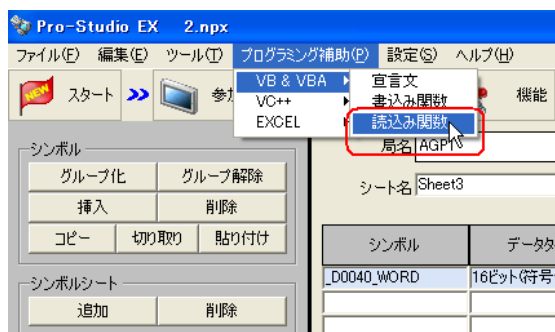 Pro-Studio EX 2.npx
ファイル(F) 編集(E) ツール(T) プログラミング補助(P) 設定(S) ヘルプ(H)
NEW スタート 機能
VB & VBA
VC++
EXCEL
宣言文
書込み関数
読込み関数
シンボル
グループ化 グループ解除
挿入 削除
コピー 切り取り 貼り付け
シンボルシート
追加 削除
局名 AGP1
シート名 Sheet3
シンボル
_D0040_WORD 16ビット(符号